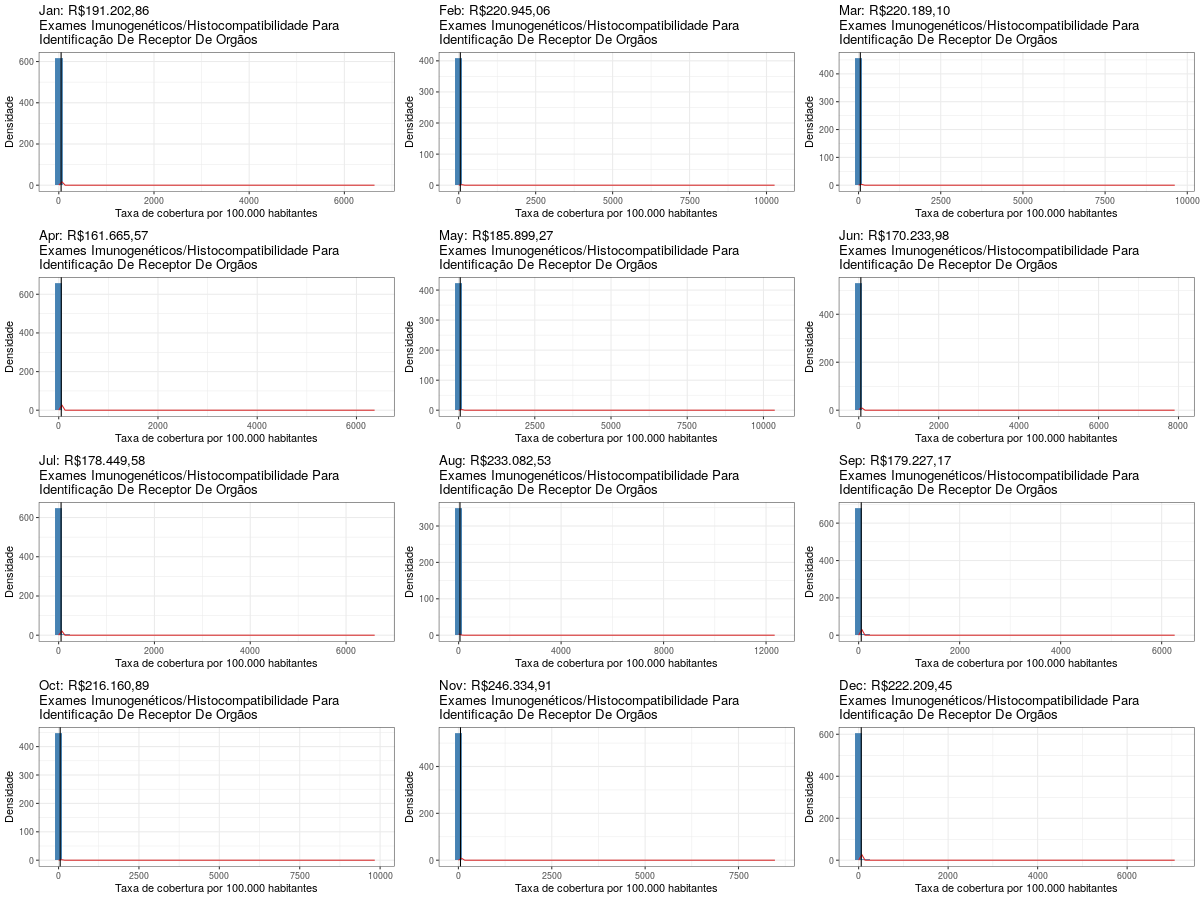 Jan: R$191.202,86
Exames Imunogenéticos/Histocompatibilidade Para
Identificação De Receptor De Orgãos
600
400
200
0
Densidade
0 2000 4000 6000
Taxa de cobertura por 100.000 habitantes
Feb: R$220.945,06
Exames Imunogenéticos/Histocompatibilidade Para
Identificação De Receptor De Orgãos
400
300
200
100
0
Densidade
0 2500 5000 7500 10000
Taxa de cobertura por 100.000 habitantes
Mar: R$220.189,10
Exames Imunogenéticos/Histocompatibilidade Para
Identificação De Receptor De Orgãos
400
300
200
100
0
Densidade
0 2500 5000 7500 10000
Taxa de cobertura por 100.000 habitantes
Apr: R$161.665,57
Exames Imunogenéticos/Histocompatibilidade Para
Identificação De Receptor De Orgãos
600
400
200
0
Densidade
0 2000 4000 6000
Taxa de cobertura por 100.000 habitantes
May: R$185.899,27
Exames Imunogenéticos/Histocompatibilidade Para
Identificação De Receptor De Orgãos
400
300
200
100
0
Densidade
0 2500 5000 7500 10000
Taxa de cobertura por 100.000 habitantes
Jun: R$170.233,98
Exames Imunogenéticos/Histocompatibilidade Para
Identificação De Receptor De Orgãos
400
200
0
Densidade
0 2000 4000 6000 8000
Taxa de cobertura por 100.000 habitantes
Jul: R$178.449,58
Exames Imunogenéticos/Histocompatibilidade Para
Identificação De Receptor De Orgãos
600
400
200
0
Densidade
0 2000 4000 6000
Taxa de cobertura por 100.000 habitantes
Aug: R$233.082,53
Exames Imunogenéticos/Histocompatibilidade Para
Identificação De Receptor De Orgãos
300
200
100
0
Densidade
0 4000 8000 12000
Taxa de cobertura por 100.000 habitantes
Sep: R$179.227,17
Exames Imunogenéticos/Histocompatibilidade Para
Identificação De Receptor De Orgãos
600
400
200
0
Densidade
0 2000 4000 6000
Taxa de cobertura por 100.000 habitantes
Oct: R$216.160,89
Exames Imunogenéticos/Histocompatibilidade Para
Identificação De Receptor De Orgãos
400
300
200
100
0
Densidade
0 2500 5000 7500 10000
Taxa de cobertura por 100.000 habitantes
Nov: R$246.334,91
Exames Imunogenéticos/Histocompatibilidade Para
Identificação De Receptor De Orgãos
400
200
0
Densidade
0 2500 5000 7500
Taxa de cobertura por 100.000 habitantes
Dec: R$222.209,45
Exames Imunogenéticos/Histocompatibilidade Para
Identificação De Receptor De Orgãos
600
400
200
0
Densidade
0 2000 4000 6000
Taxa de cobertura por 100.000 habitantes